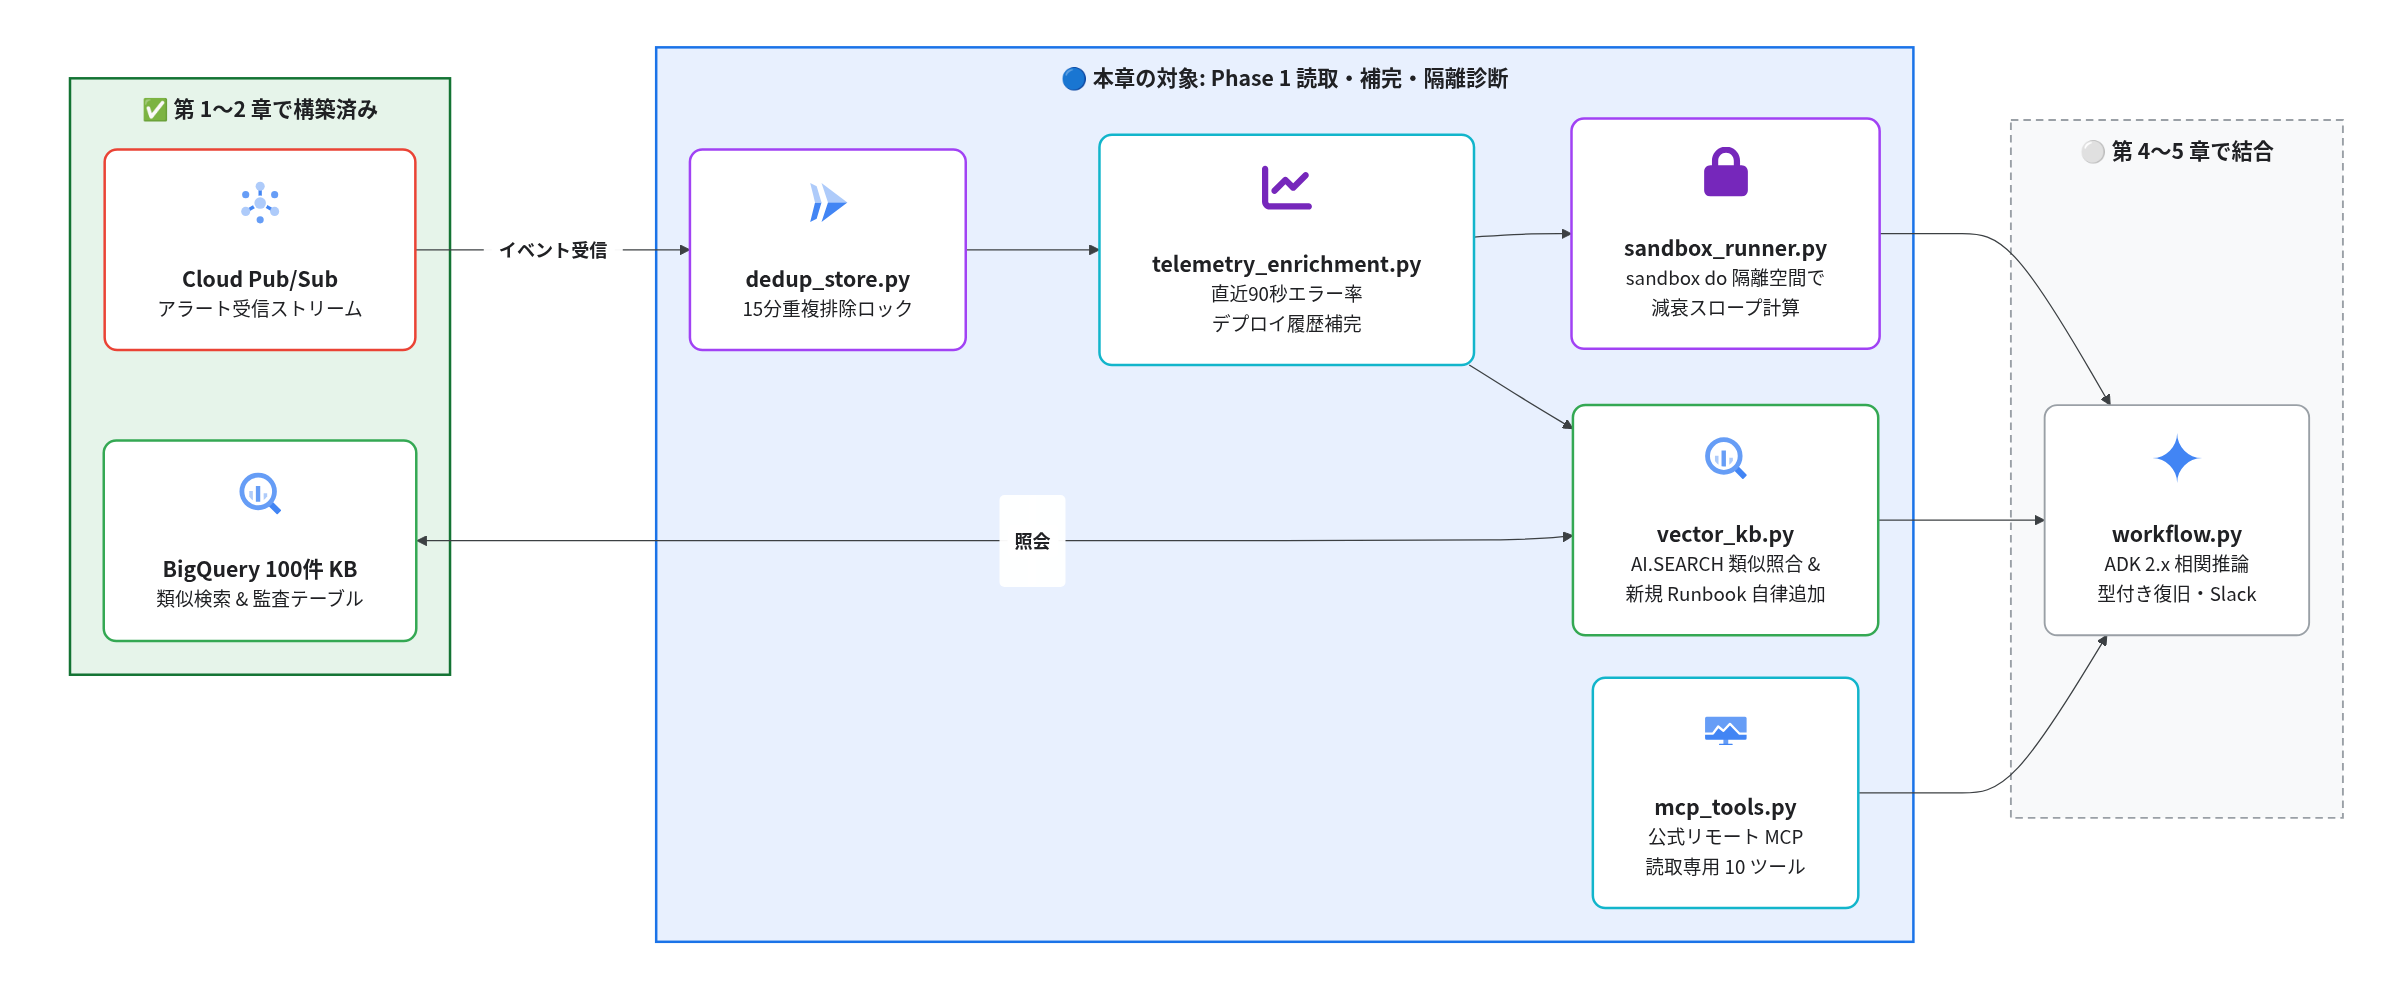 ✅ 第 1〜2 章で構築済み
Cloud Pub/Sub
アラート受信ストリーム
BigQuery 100件 KB
類似検索 & 監査テーブル
イベント受信
照会
🔵 本章の対象: Phase 1 読取・補完・隔離診断
dedup_store.py
15分重複排除ロック
telemetry_enrichment.py
直近90秒エラー率
デプロイ履歴補完
sandbox_runner.py
sandbox do 隔離空間で
減衰スロープ計算
vector_kb.py
AI.SEARCH 類似照合 &
新規 Runbook 自律追加
mcp_tools.py
公式リモート MCP
読取専用 10 ツール
⚪ 第 4〜5 章で結合
workflow.py
ADK 2.x 相関推論
型付き復旧・Slack